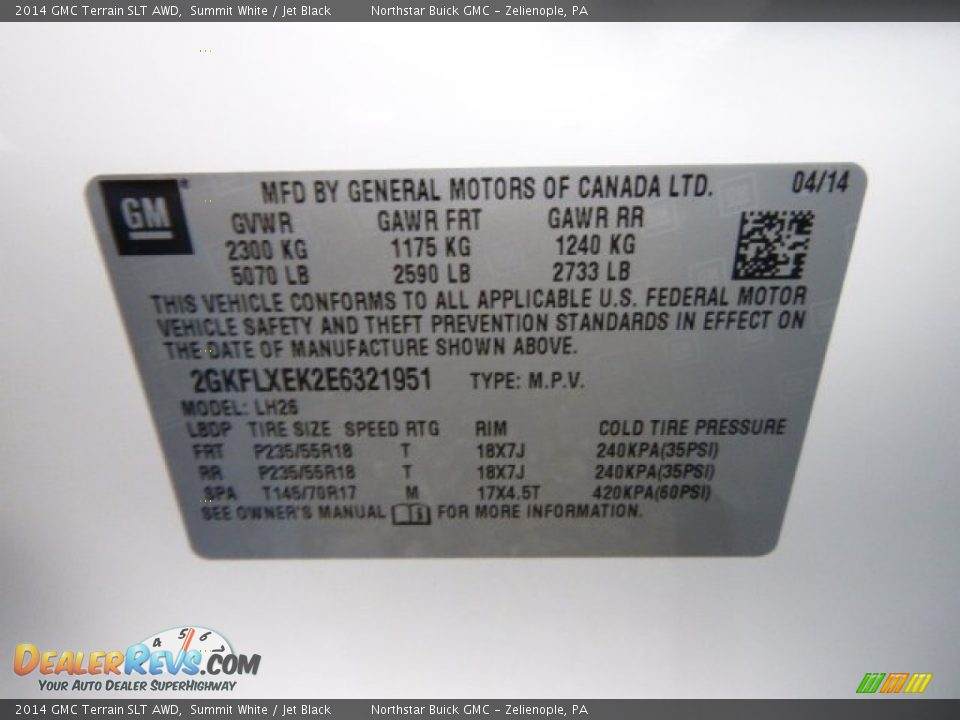 2014 GMC Terrain SLT AWD, Summit White / Jet Black Northstar Buick GMC - Zelienople, PA
GM MFD BY GENERAL MOTORS OF CANADA LTD. 04/14
GVWR GAWR FRT GAWR RR
2300 KG 1175 KG 1240 KG
5070 LB 2590 LB 2733 LB
THIS VEHICLE CONFORMS TO ALL APPLICABLE U.S. FEDERAL MOTOR
VEHICLE SAFETY AND THEFT PREVENTION STANDARDS IN EFFECT ON
THE DATE OF MANUFACTURE SHOWN ABOVE.
2GKFLXEK2E6321951 TYPE: M.P.V.
MODEL: LH26
LBDP TIRE SIZE SPEED RTG RIM COLD TIRE PRESSURE
FRT P235/55R18 T 18X7J 240KPA(35PSI)
RR P235/55R18 T 18X7J 240KPA(35PSI)
SPA T145/70R17 M 17X4.5T 420KPA(60PSI)
SEE OWNER'S MANUAL FOR MORE INFORMATION.
4 5 6
DEALERREVS.COM
YOUR AUTO DEALER SUPERHIGHWAY
2014 GMC Terrain SLT AWD, Summit White / Jet Black Northstar Buick GMC - Zelienople, PA